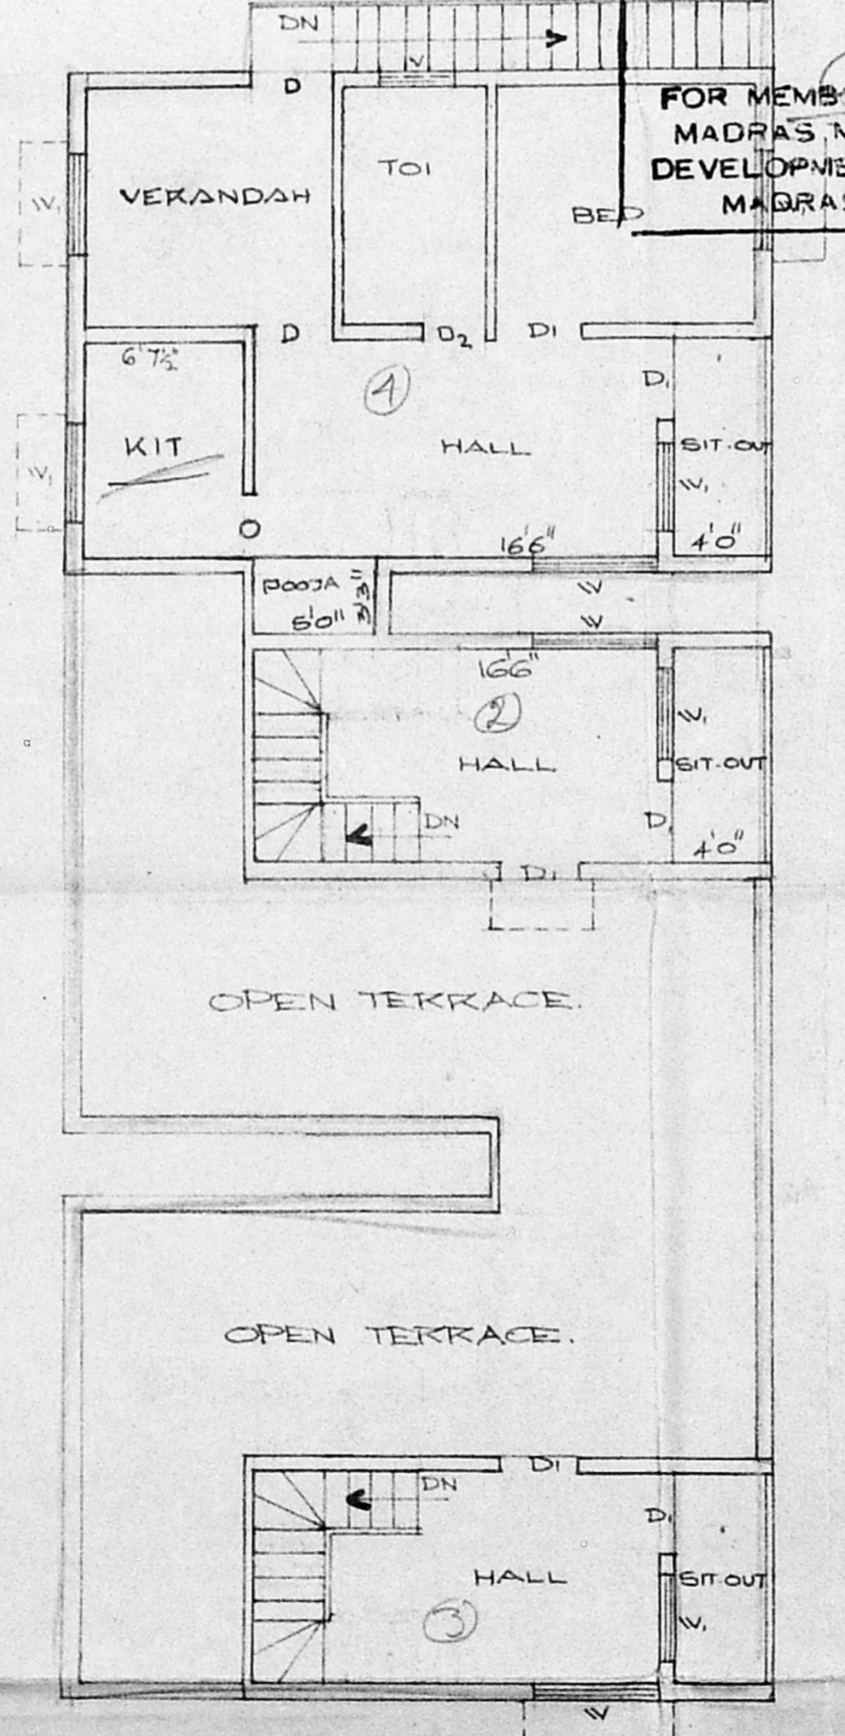 DN
D
V
FOR MEMB
MADRAS M
DEVELOPME
MADRAS
W₁
VERANDAH
TOI
BED
D
D₂
D1
6'7½"
4
D₁
KIT
HALL
SIT-OUT
W₁
W₁
O
16'6"
4'0"
POOJA
5'0"
3'3"
W
W
16'6"
2
W₁
HALL
SIT-OUT
DN
D₁
4'0"
D1
OPEN TERRACE.
OPEN TERRACE.
D1
DN
D₁
HALL
SIT-OUT
3
W₁
W